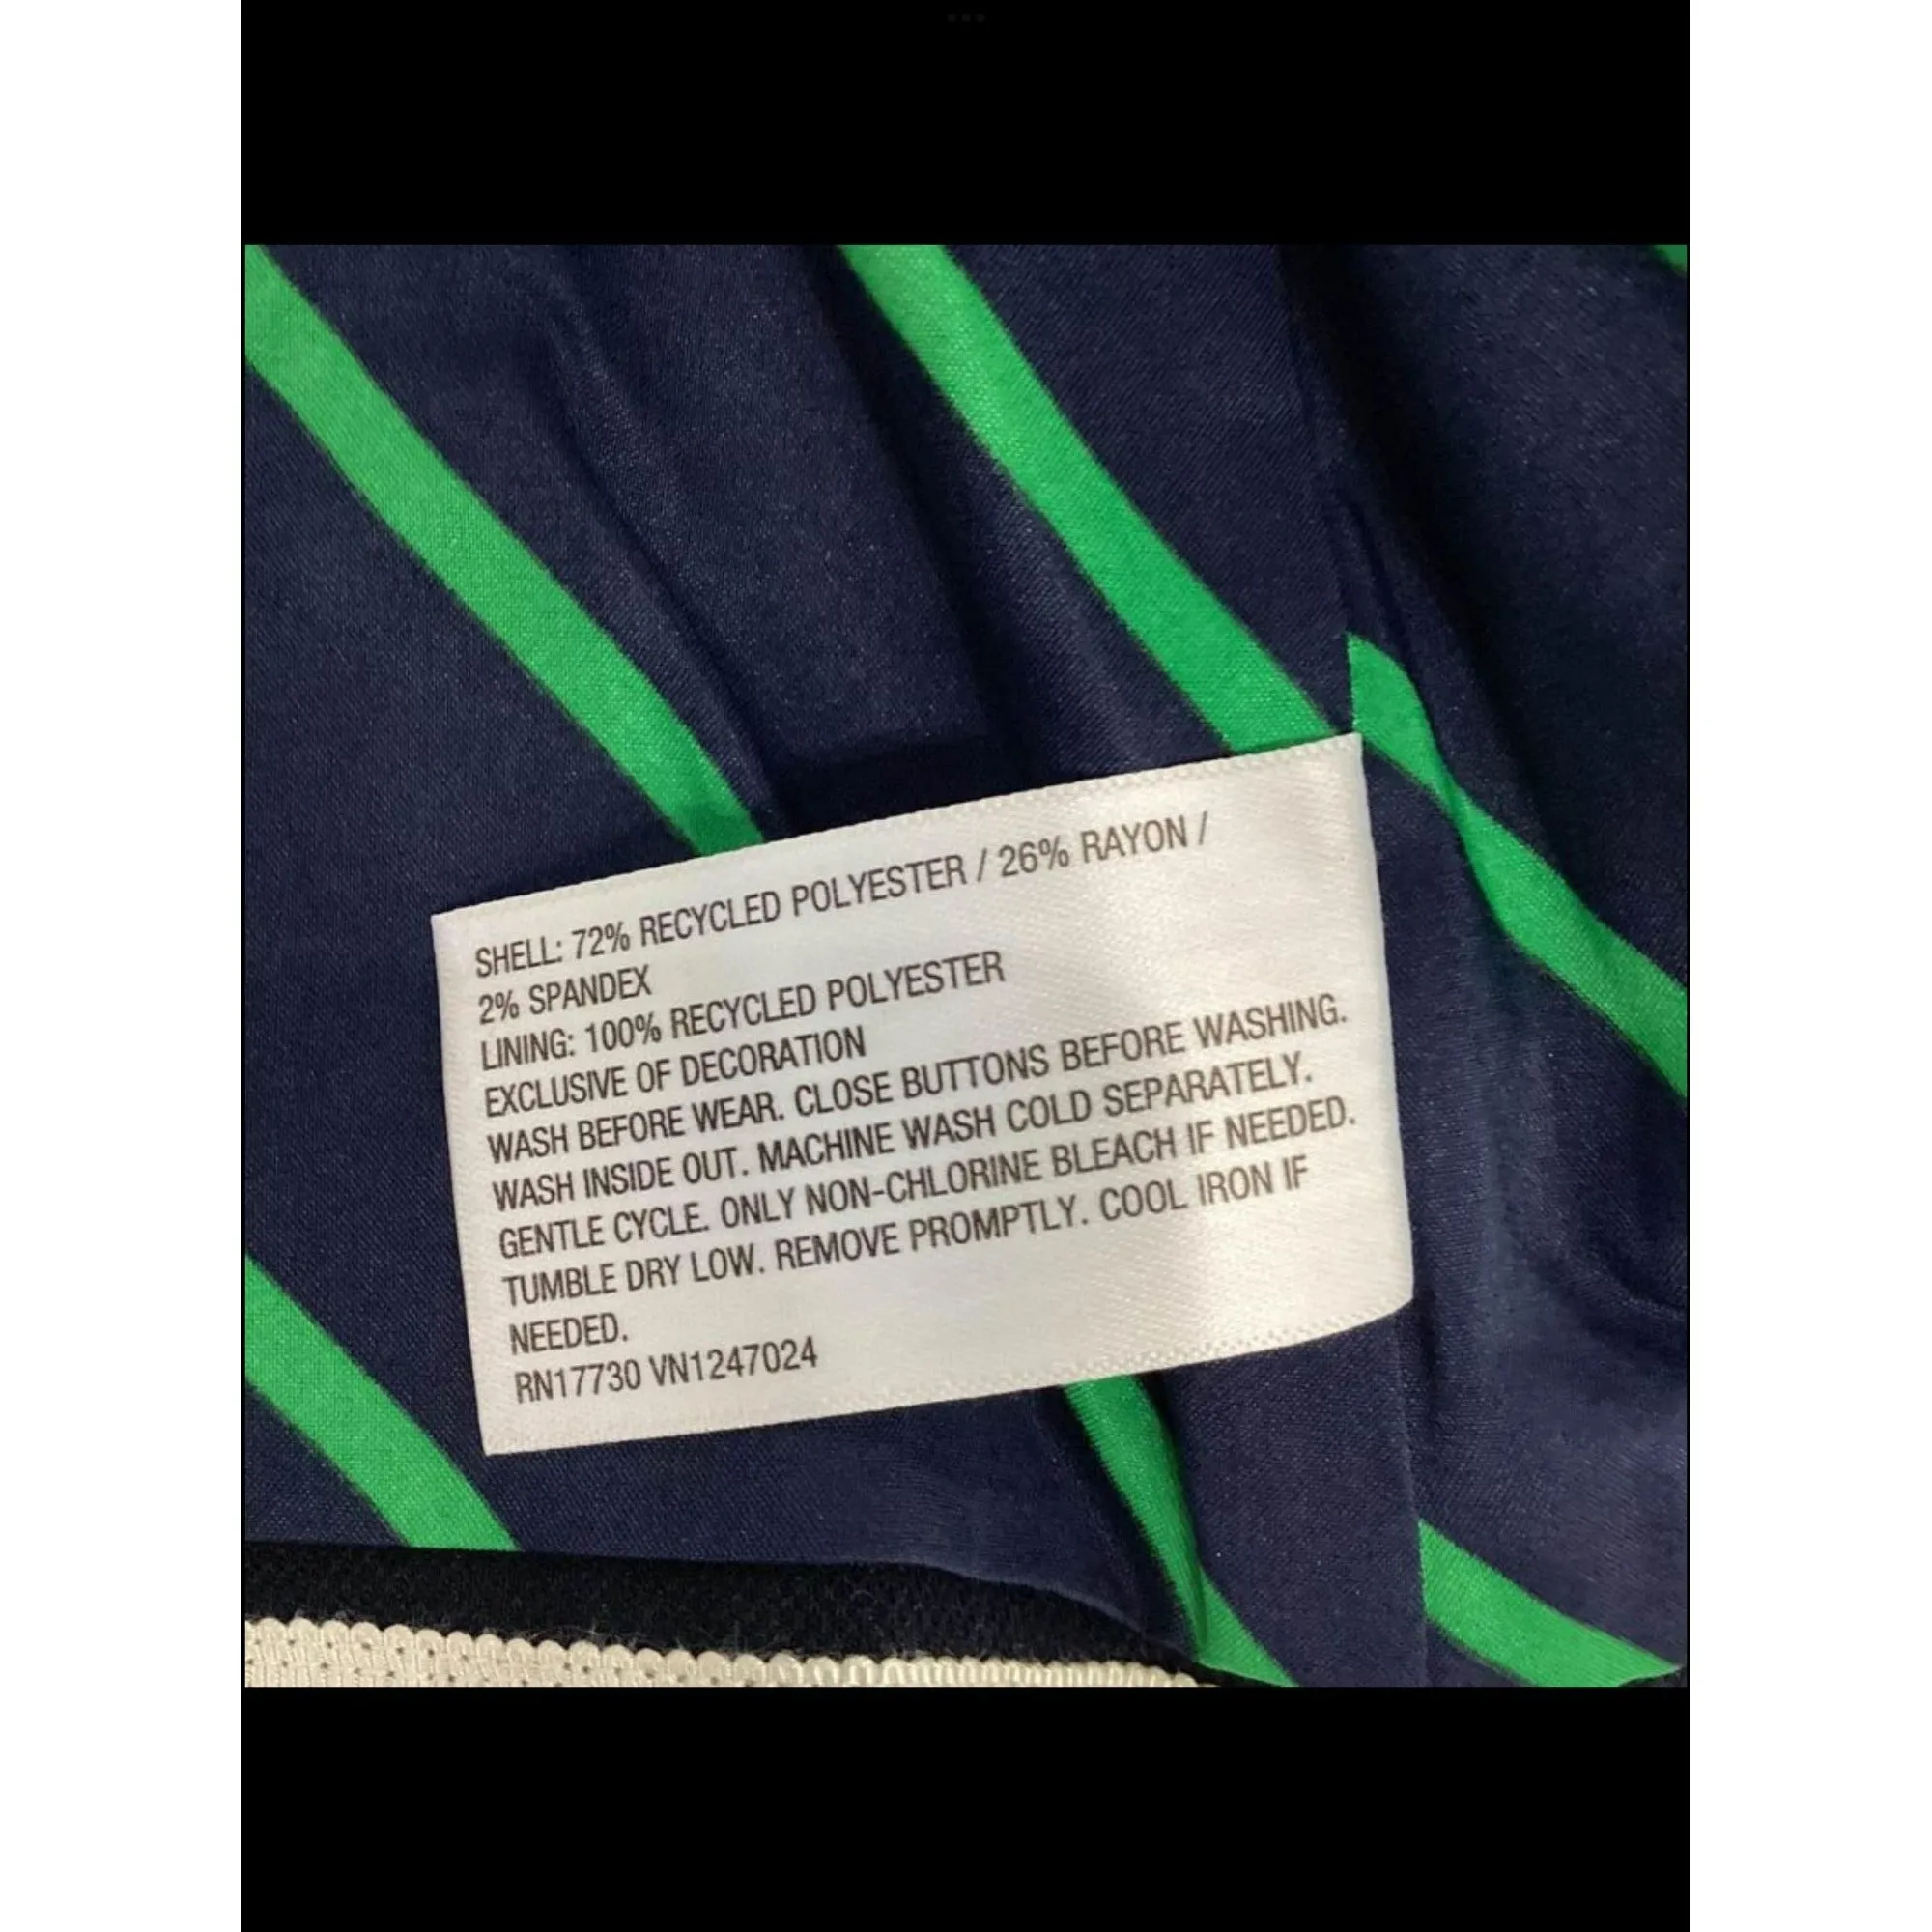 SHELL: 72% RECYCLED POLYESTER / 26% RAYON /
2% SPANDEX
LINING: 100% RECYCLED POLYESTER
EXCLUSIVE OF DECORATION
WASH BEFORE WEAR. CLOSE BUTTONS BEFORE WASHING.
WASH INSIDE OUT. MACHINE WASH COLD SEPARATELY.
GENTLE CYCLE. ONLY NON-CHLORINE BLEACH IF NEEDED.
TUMBLE DRY LOW. REMOVE PROMPTLY. COOL IRON IF
NEEDED.
RN17730 VN1247024